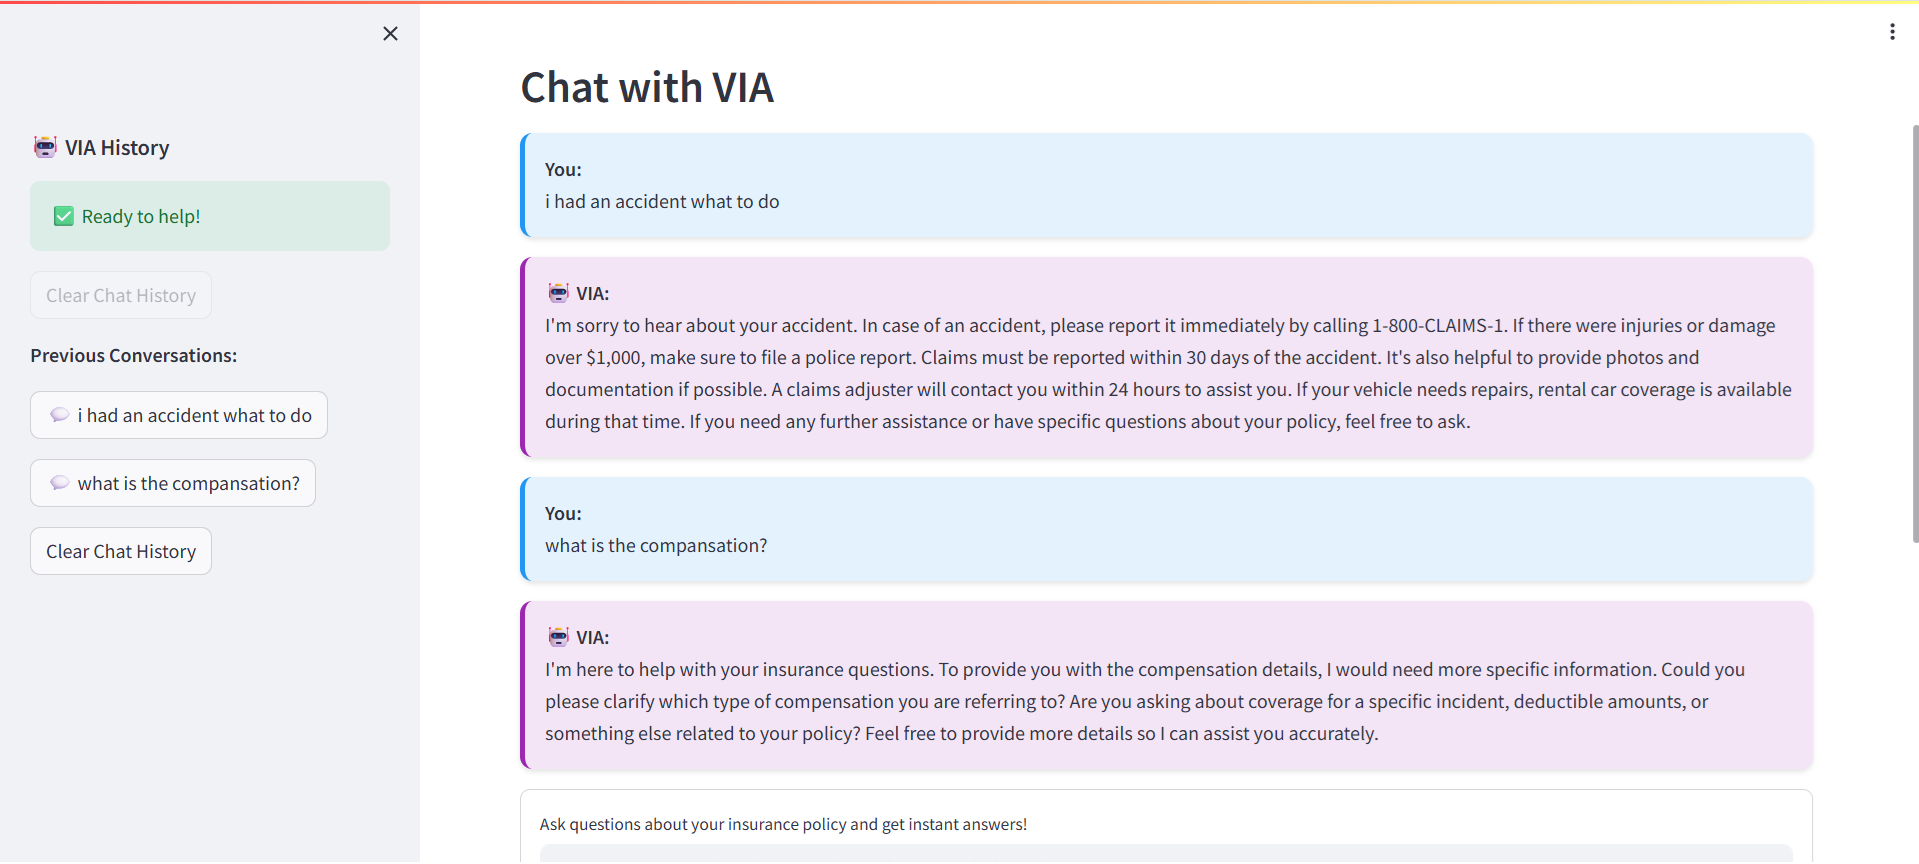 VIA History
Ready to help!
Clear Chat History
Previous Conversations:
i had an accident what to do
what is the compansation?
Clear Chat History
Chat with VIA
You:
i had an accident what to do
VIA:
I'm sorry to hear about your accident. In case of an accident, please report it immediately by calling 1-800-CLAIMS-1. If there were injuries or damage
over $1,000, make sure to file a police report. Claims must be reported within 30 days of the accident. It's also helpful to provide photos and
documentation if possible. A claims adjuster will contact you within 24 hours to assist you. If your vehicle needs repairs, rental car coverage is available
during that time. If you need any further assistance or have specific questions about your policy, feel free to ask.
You:
what is the compansation?
VIA:
I'm here to help with your insurance questions. To provide you with the compensation details, I would need more specific information. Could you
please clarify which type of compensation you are referring to? Are you asking about coverage for a specific incident, deductible amounts, or
something else related to your policy? Feel free to provide more details so I can assist you accurately.
Ask questions about your insurance policy and get instant answers!